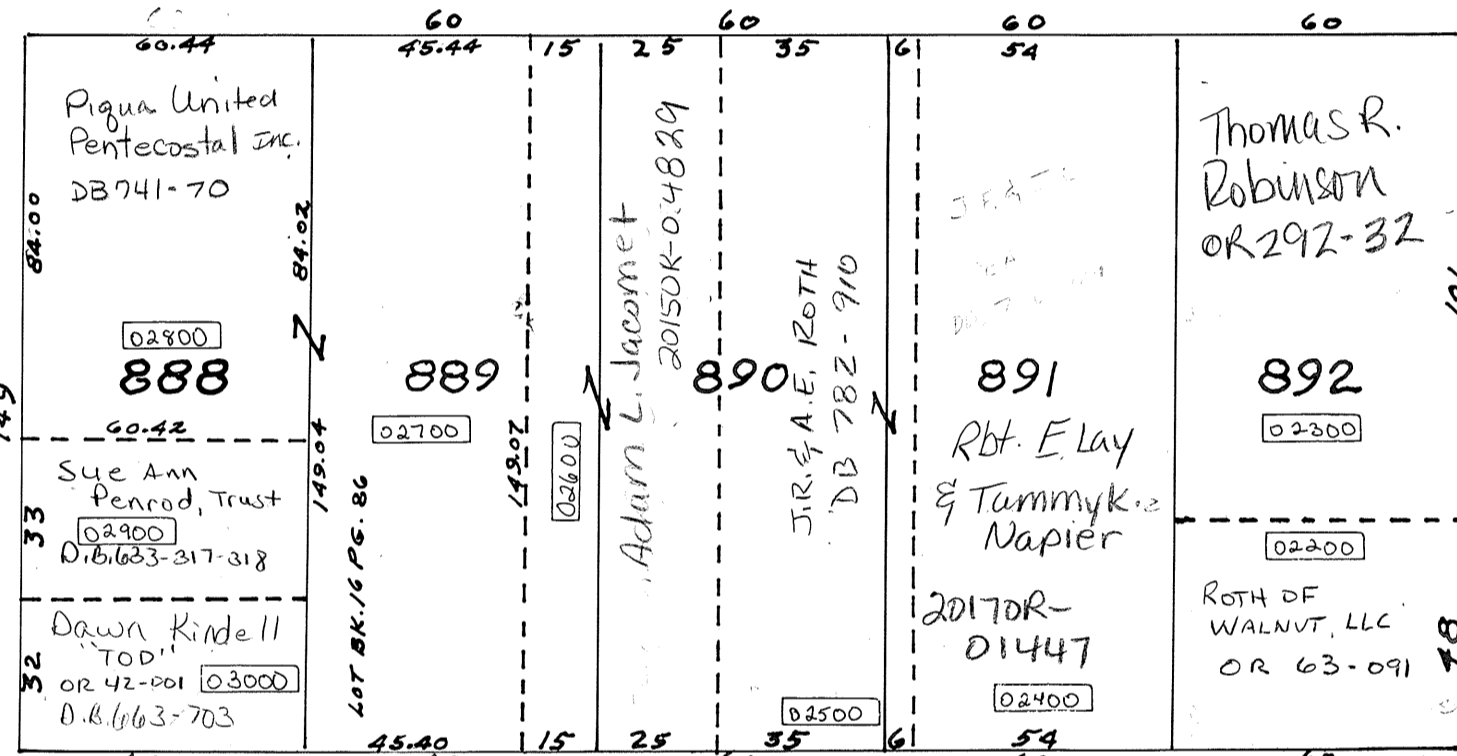 60 60 60 60
60.44 45.44 15 25 35 6 54
Piqua United
Pentecostal Inc.
DB741-70
84.00
84.02
02800
888
149
60.42
Sue Ann
Penrod, Trust
02900
D.B.633-317-318
33
Dawn Kindell
"TOD"
OR 42-001 03000
D.B.663-703
32
149.04
LOT BK.16 PG. 86
889
02700
149.07
02600
Adam L. Jacomet
2015OR-04829
890
J.R. & A.E. ROTH
DB 782-910
02500
891
Rbt. E. Lay
& Tammy K.
Napier
2017OR-
01447
02400
Thomas R.
Robinson
OR292-32
892
02300
02200
ROTH OF
WALNUT, LLC
OR 63-091
48
45.40 15 25 35 6 54